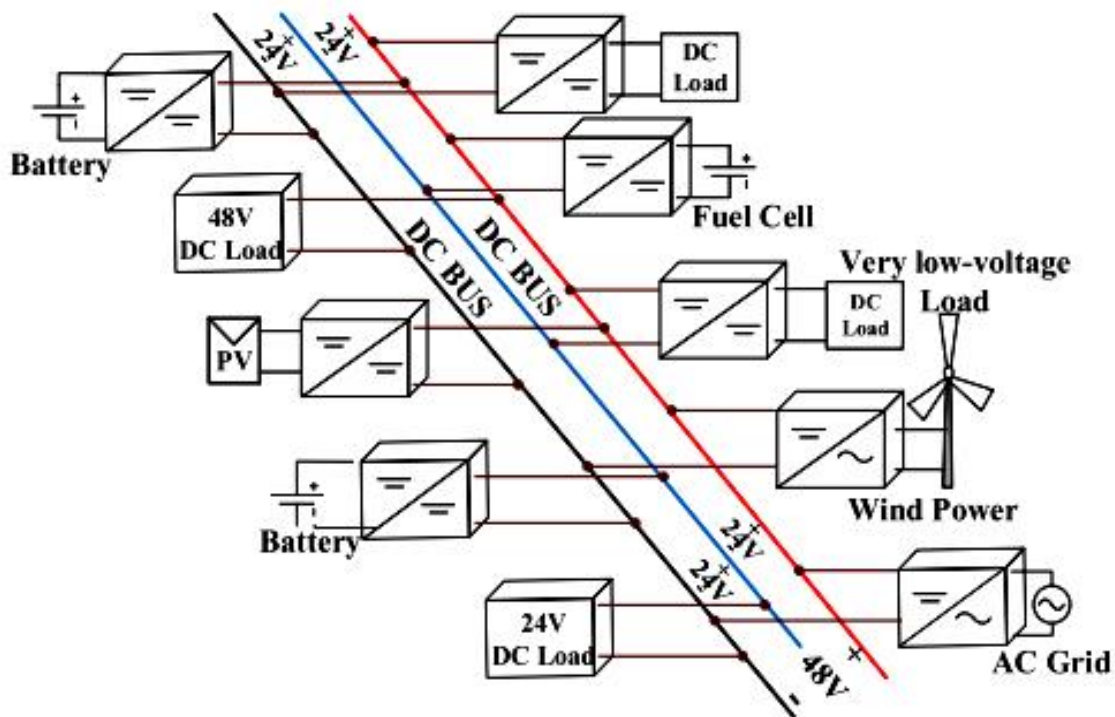 24V
24V
DC
Load
Battery
Fuel Cell
48V
DC Load
DC BUS
DC BUS
Very low-voltage
Load
DC
Load
PV
Wind Power
Battery
24V
24V
24V
DC Load
48V
AC Grid